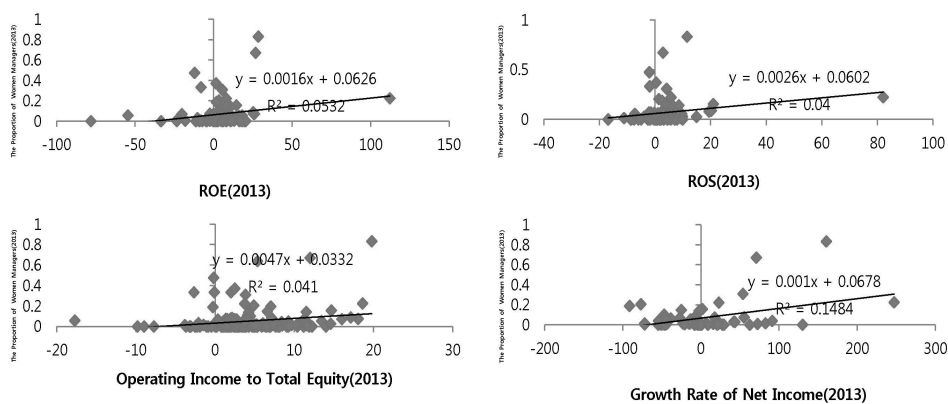 The Proportion of Women Managers(2013)
1
0.8
0.6
0.4
0.2
0
y = 0.0016x + 0.0626
R² = 0.0532
-100 -50 0 50 100 150
ROE(2013)
The Proportion of Women Managers(2013)
1
0.5
0
y = 0.0026x + 0.0602
R² = 0.04
-40 -20 0 20 40 60 80 100
ROS(2013)
The Proportion of Women Managers(2013)
1
0.8
0.6
0.4
0.2
0
y = 0.0047x + 0.0332
R² = 0.041
-20 -10 0 10 20 30
Operating Income to Total Equity(2013)
The Proportion of Women Managers(2013)
1
0.8
0.6
0.4
0.2
0
y = 0.001x + 0.0678
R² = 0.1484
-200 -100 0 100 200 300
Growth Rate of Net Income(2013)